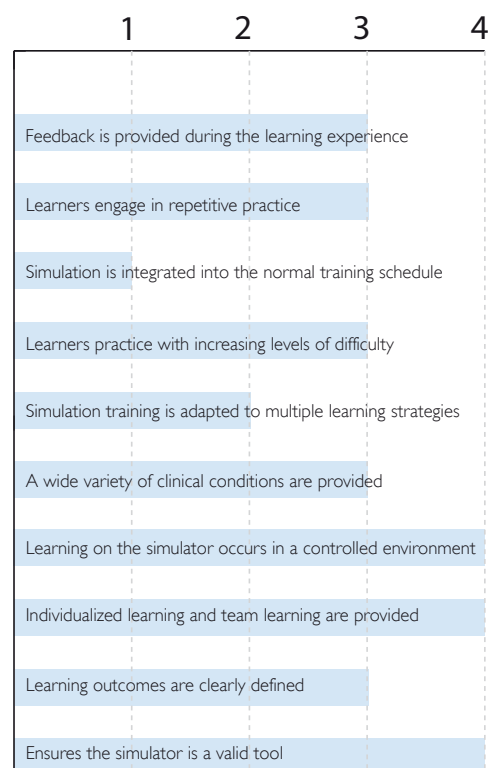 1 2 3 4
Feedback is provided during the learning experience
Learners engage in repetitive practice
Simulation is integrated into the normal training schedule
Learners practice with increasing levels of difficulty
Simulation training is adapted to multiple learning strategies
A wide variety of clinical conditions are provided
Learning on the simulator occurs in a controlled environment
Individualized learning and team learning are provided
Learning outcomes are clearly defined
Ensures the simulator is a valid tool